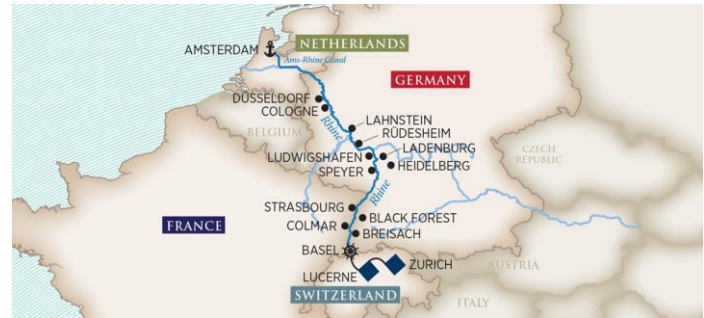 AMSTERDAM
NETHERLANDS
Ams-Rhine Canal
GERMANY
DÜSSELDORF
COLOGNE
BELGIUM
Rhine
LAHNSTEIN
RÜDESHEIM
LADENBURG
LUDWIGSHAFEN
HEIDELBERG
SPEYER
CZECH
REPUBLIC
Rhine
STRASBOURG
BLACK FOREST
FRANCE
COLMAR
BREISACH
BASEL
ZURICH
AUSTRIA
LUCERNE
SWITZERLAND
ITALY